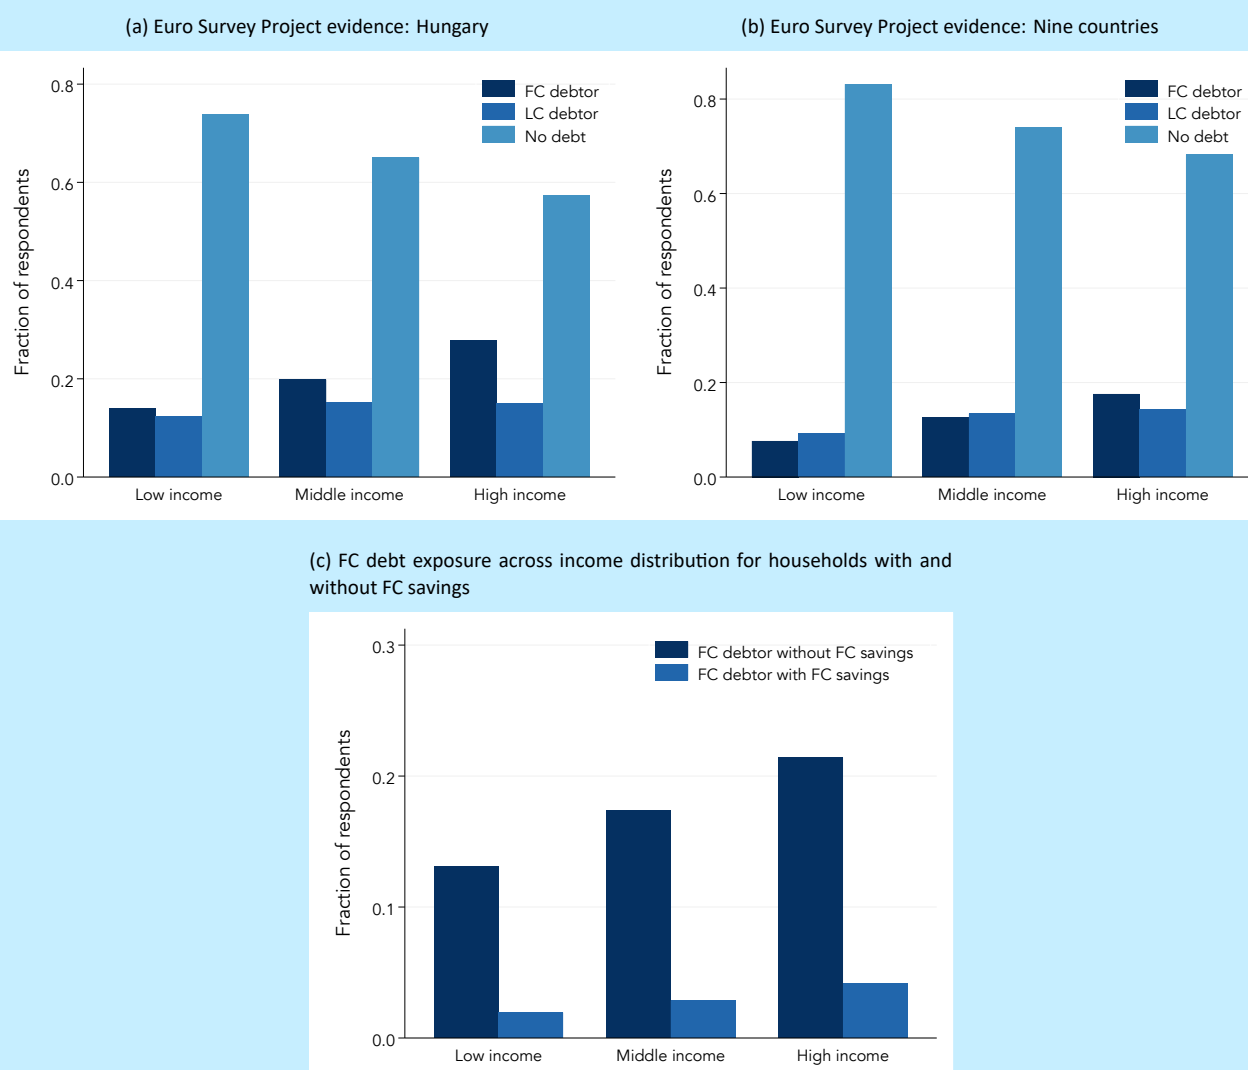 (a) Euro Survey Project evidence: Hungary
Fraction of respondents
0.8
0.6
0.4
0.2
0.0
FC debtor
LC debtor
No debt
Low income
Middle income
High income
(b) Euro Survey Project evidence: Nine countries
Fraction of respondents
0.8
0.6
0.4
0.2
0.0
FC debtor
LC debtor
No debt
Low income
Middle income
High income
(c) FC debt exposure across income distribution for households with and
without FC savings
Fraction of respondents
0.3
0.2
0.1
0.0
FC debtor without FC savings
FC debtor with FC savings
Low income
Middle income
High income